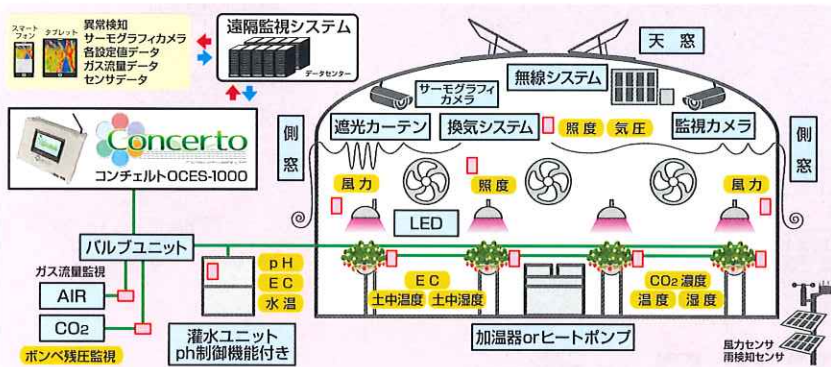 スマート
フォン
タブレット
異常検知
サーモグラフィカメラ
各設定値データ
ガス流量データ
センサデータ
遠隔監視システム
データセンター
天窓
無線システム
サーモグラフィ
カメラ
Concerto
コンチェルトOCES-1000
側窓
遮光カーテン
換気システム
照度
気圧
監視カメラ
側窓
風力
照度
風力
LED
バルブユニット
ガス流量監視
AIR
CO2
ボンベ残圧監視
pH
EC
水温
灌水ユニット
ph制御機能付き
EC
土中温度
土中湿度
CO2濃度
温度
湿度
加温器orヒートポンプ
風力センサ
雨検知センサ